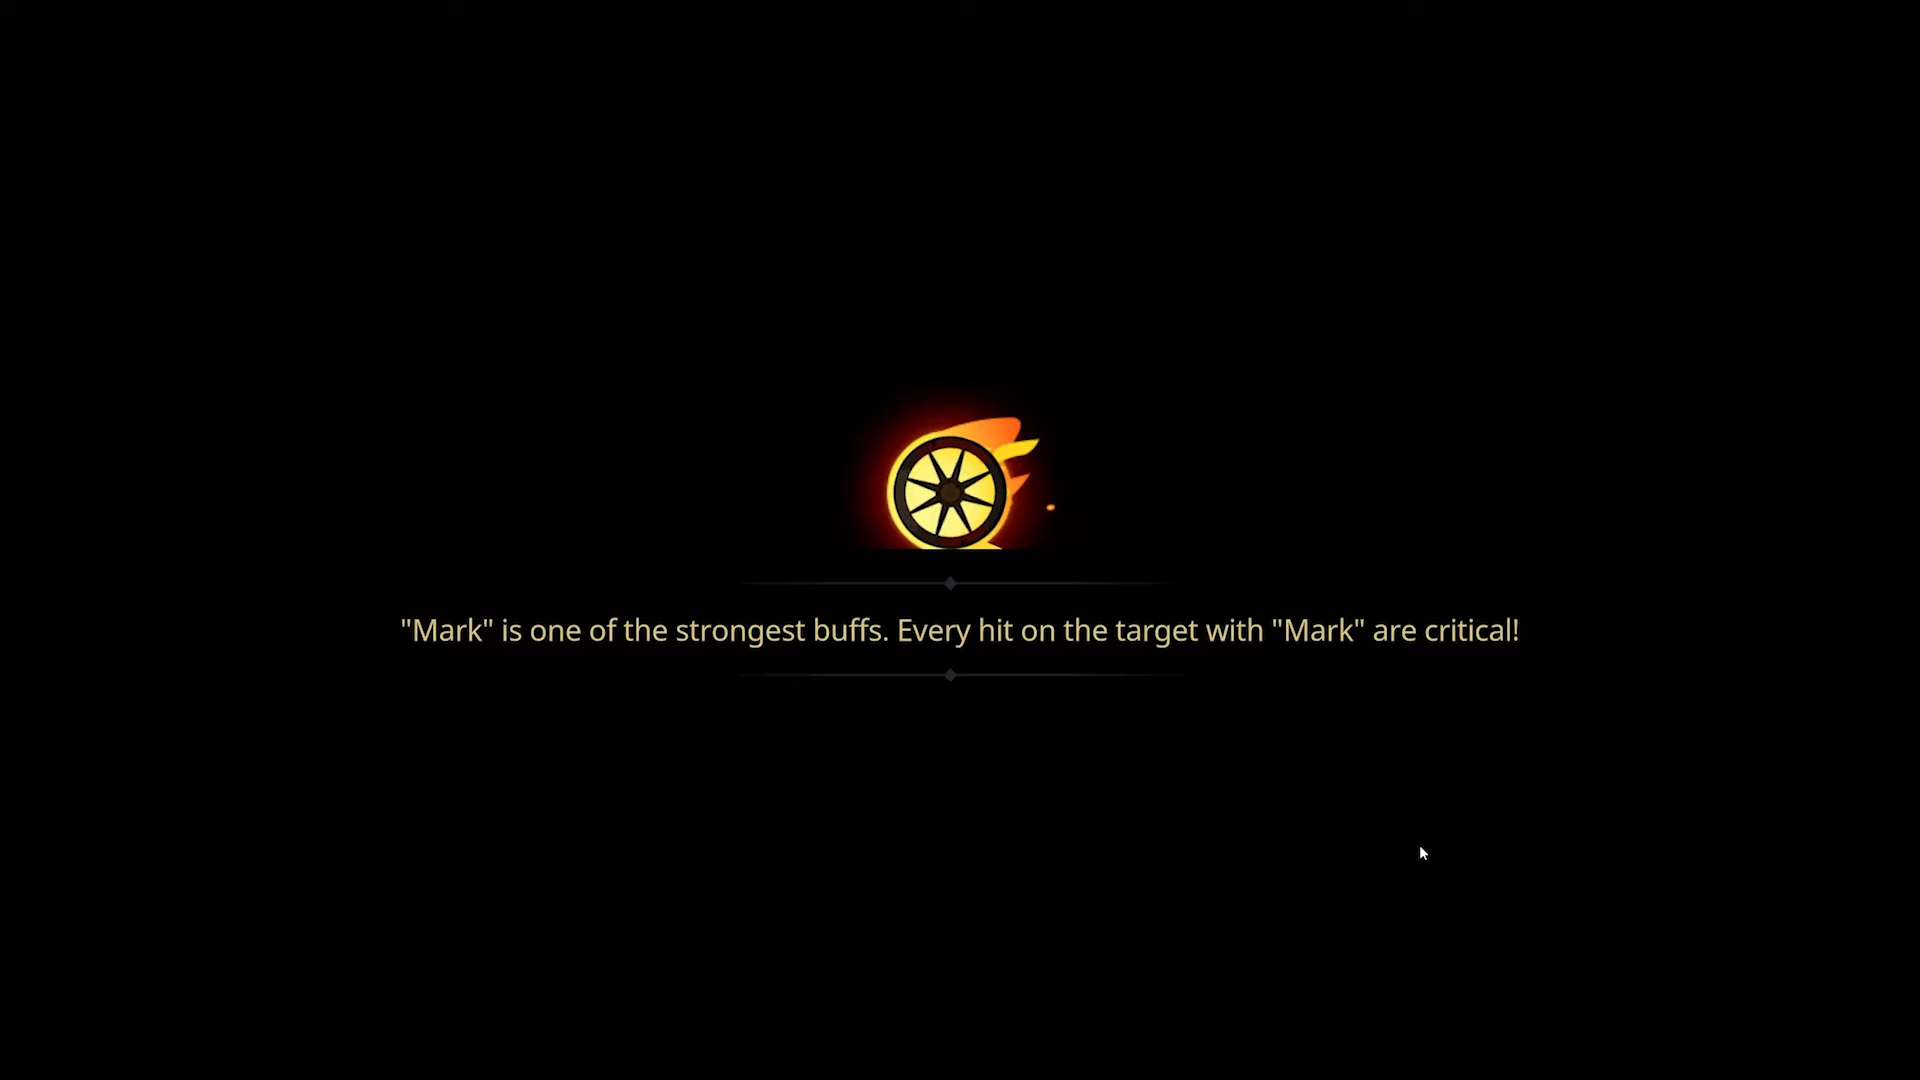 "Mark" is one of the strongest buffs. Every hit on the target with "Mark" are critical!